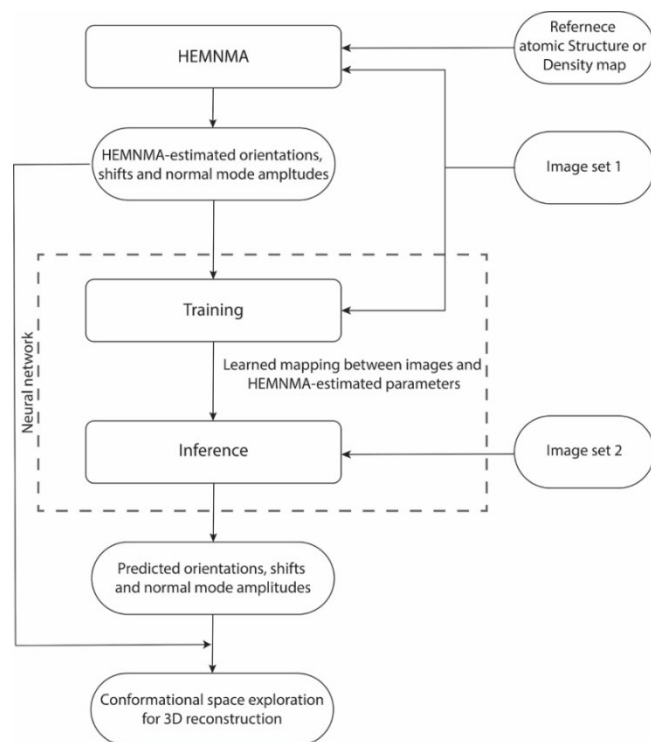 Refernece
atomic Structure or
Density map
HEMNMA
HEMNMA-estimated orientations,
shifts and normal mode ampltudes
Image set 1
Training
Neural network
Learned mapping between images and
HEMNMA-estimated parameters
Inference
Image set 2
Predicted orientations, shifts
and normal mode amplitudes
Conformational space exploration
for 3D reconstruction